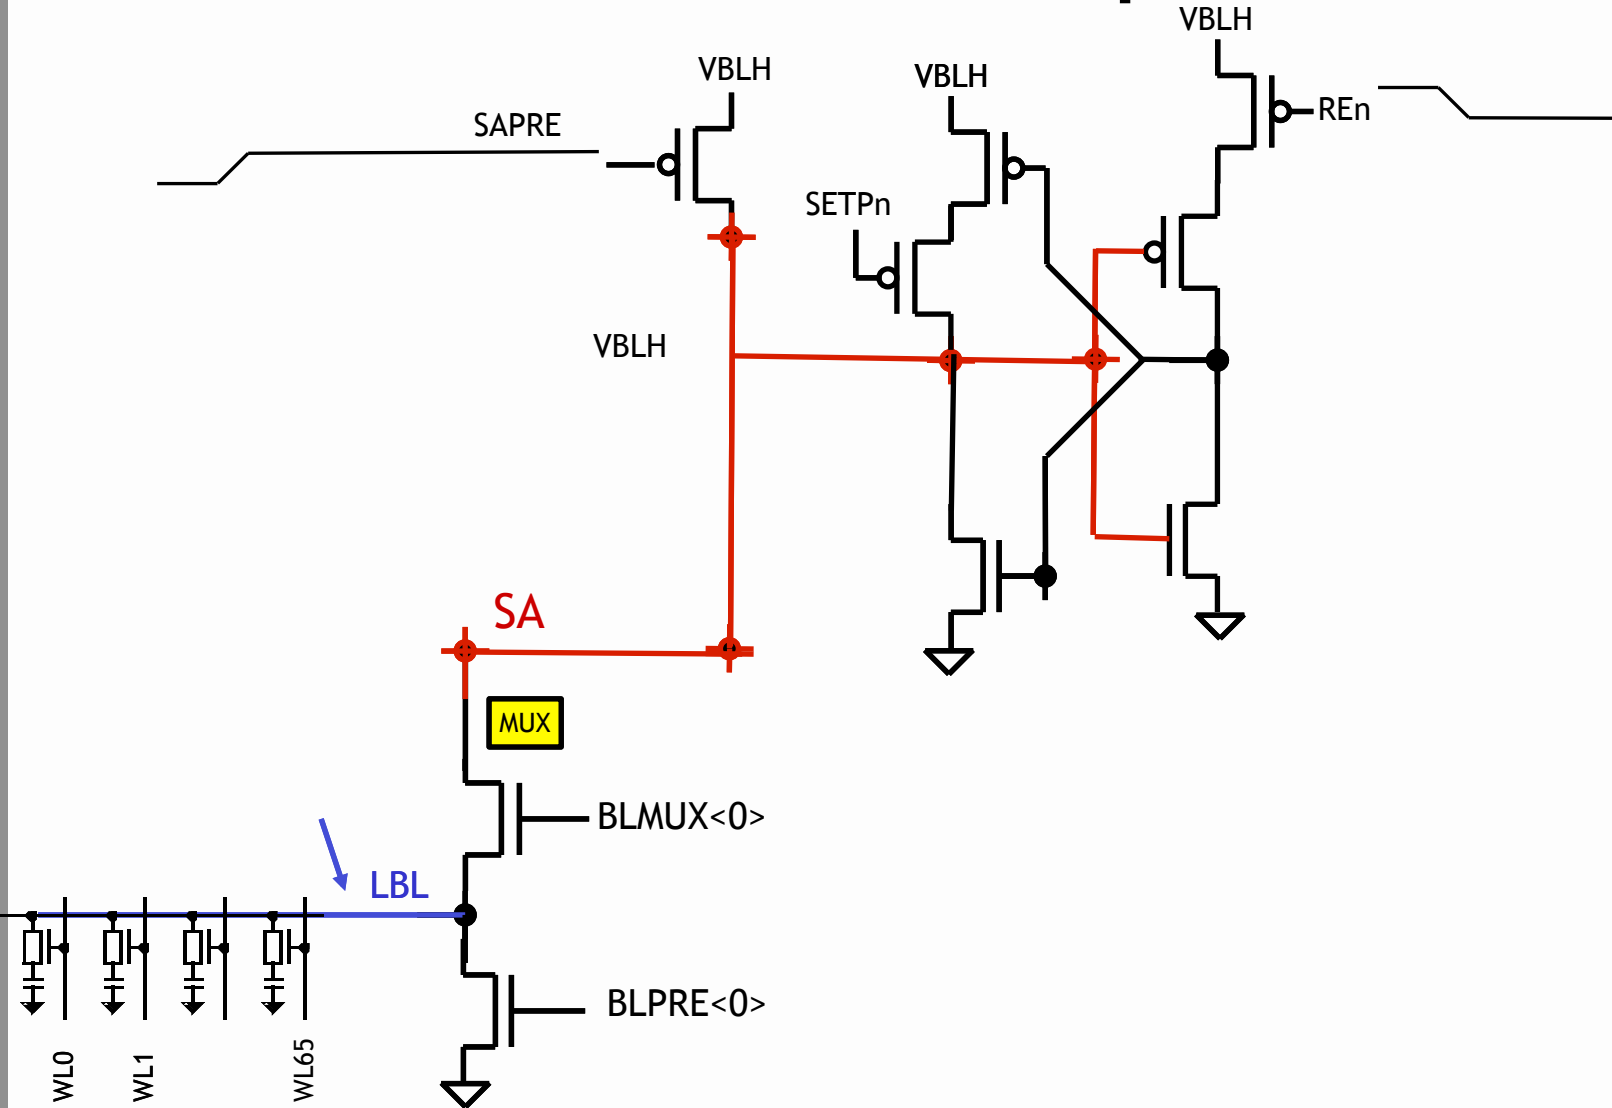 VBLH
VBLH
VBLH
REn
SAPRE
SETPn
VBLH
SA
MUX
BLMUX<0>
LBL
BLPRE<0>
WL0
WL1
WL65